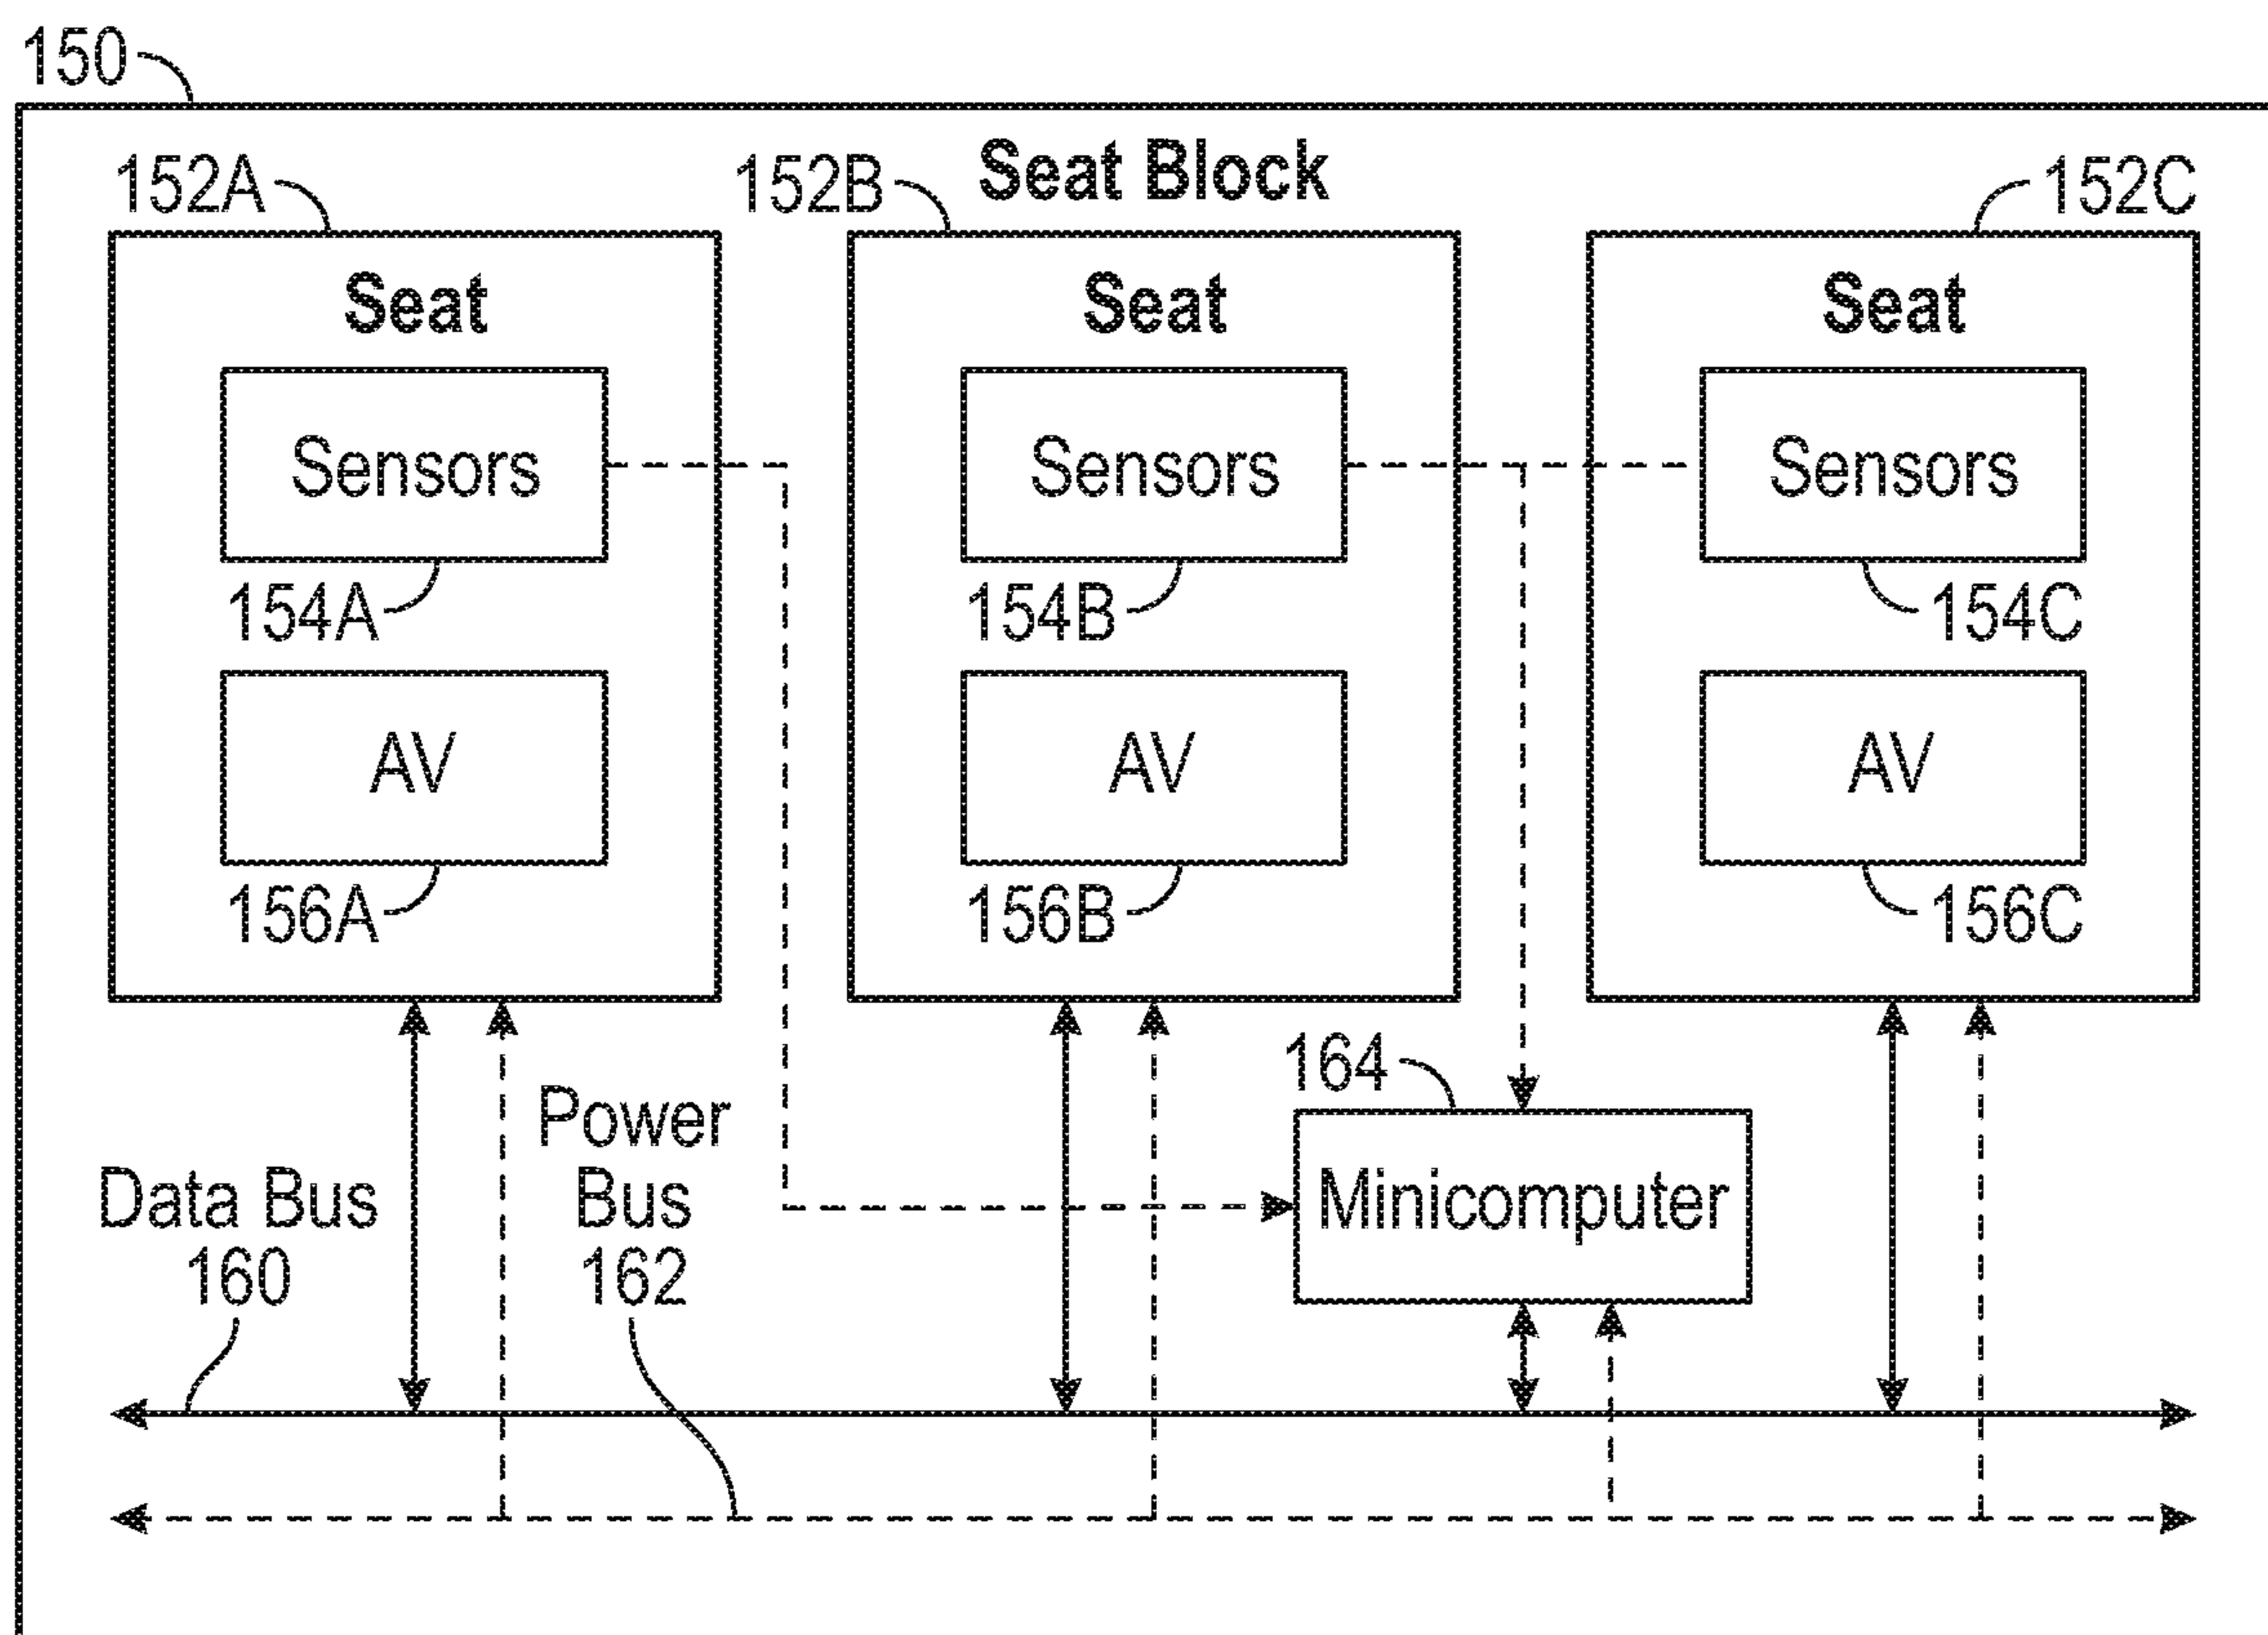 150
Seat Block
152A
152B
152C
Seat
Seat
Seat
Sensors
Sensors
Sensors
154A
154B
154C
AV
AV
AV
156A
156B
156C
164
Minicomputer
Data Bus
160
Power
Bus
162